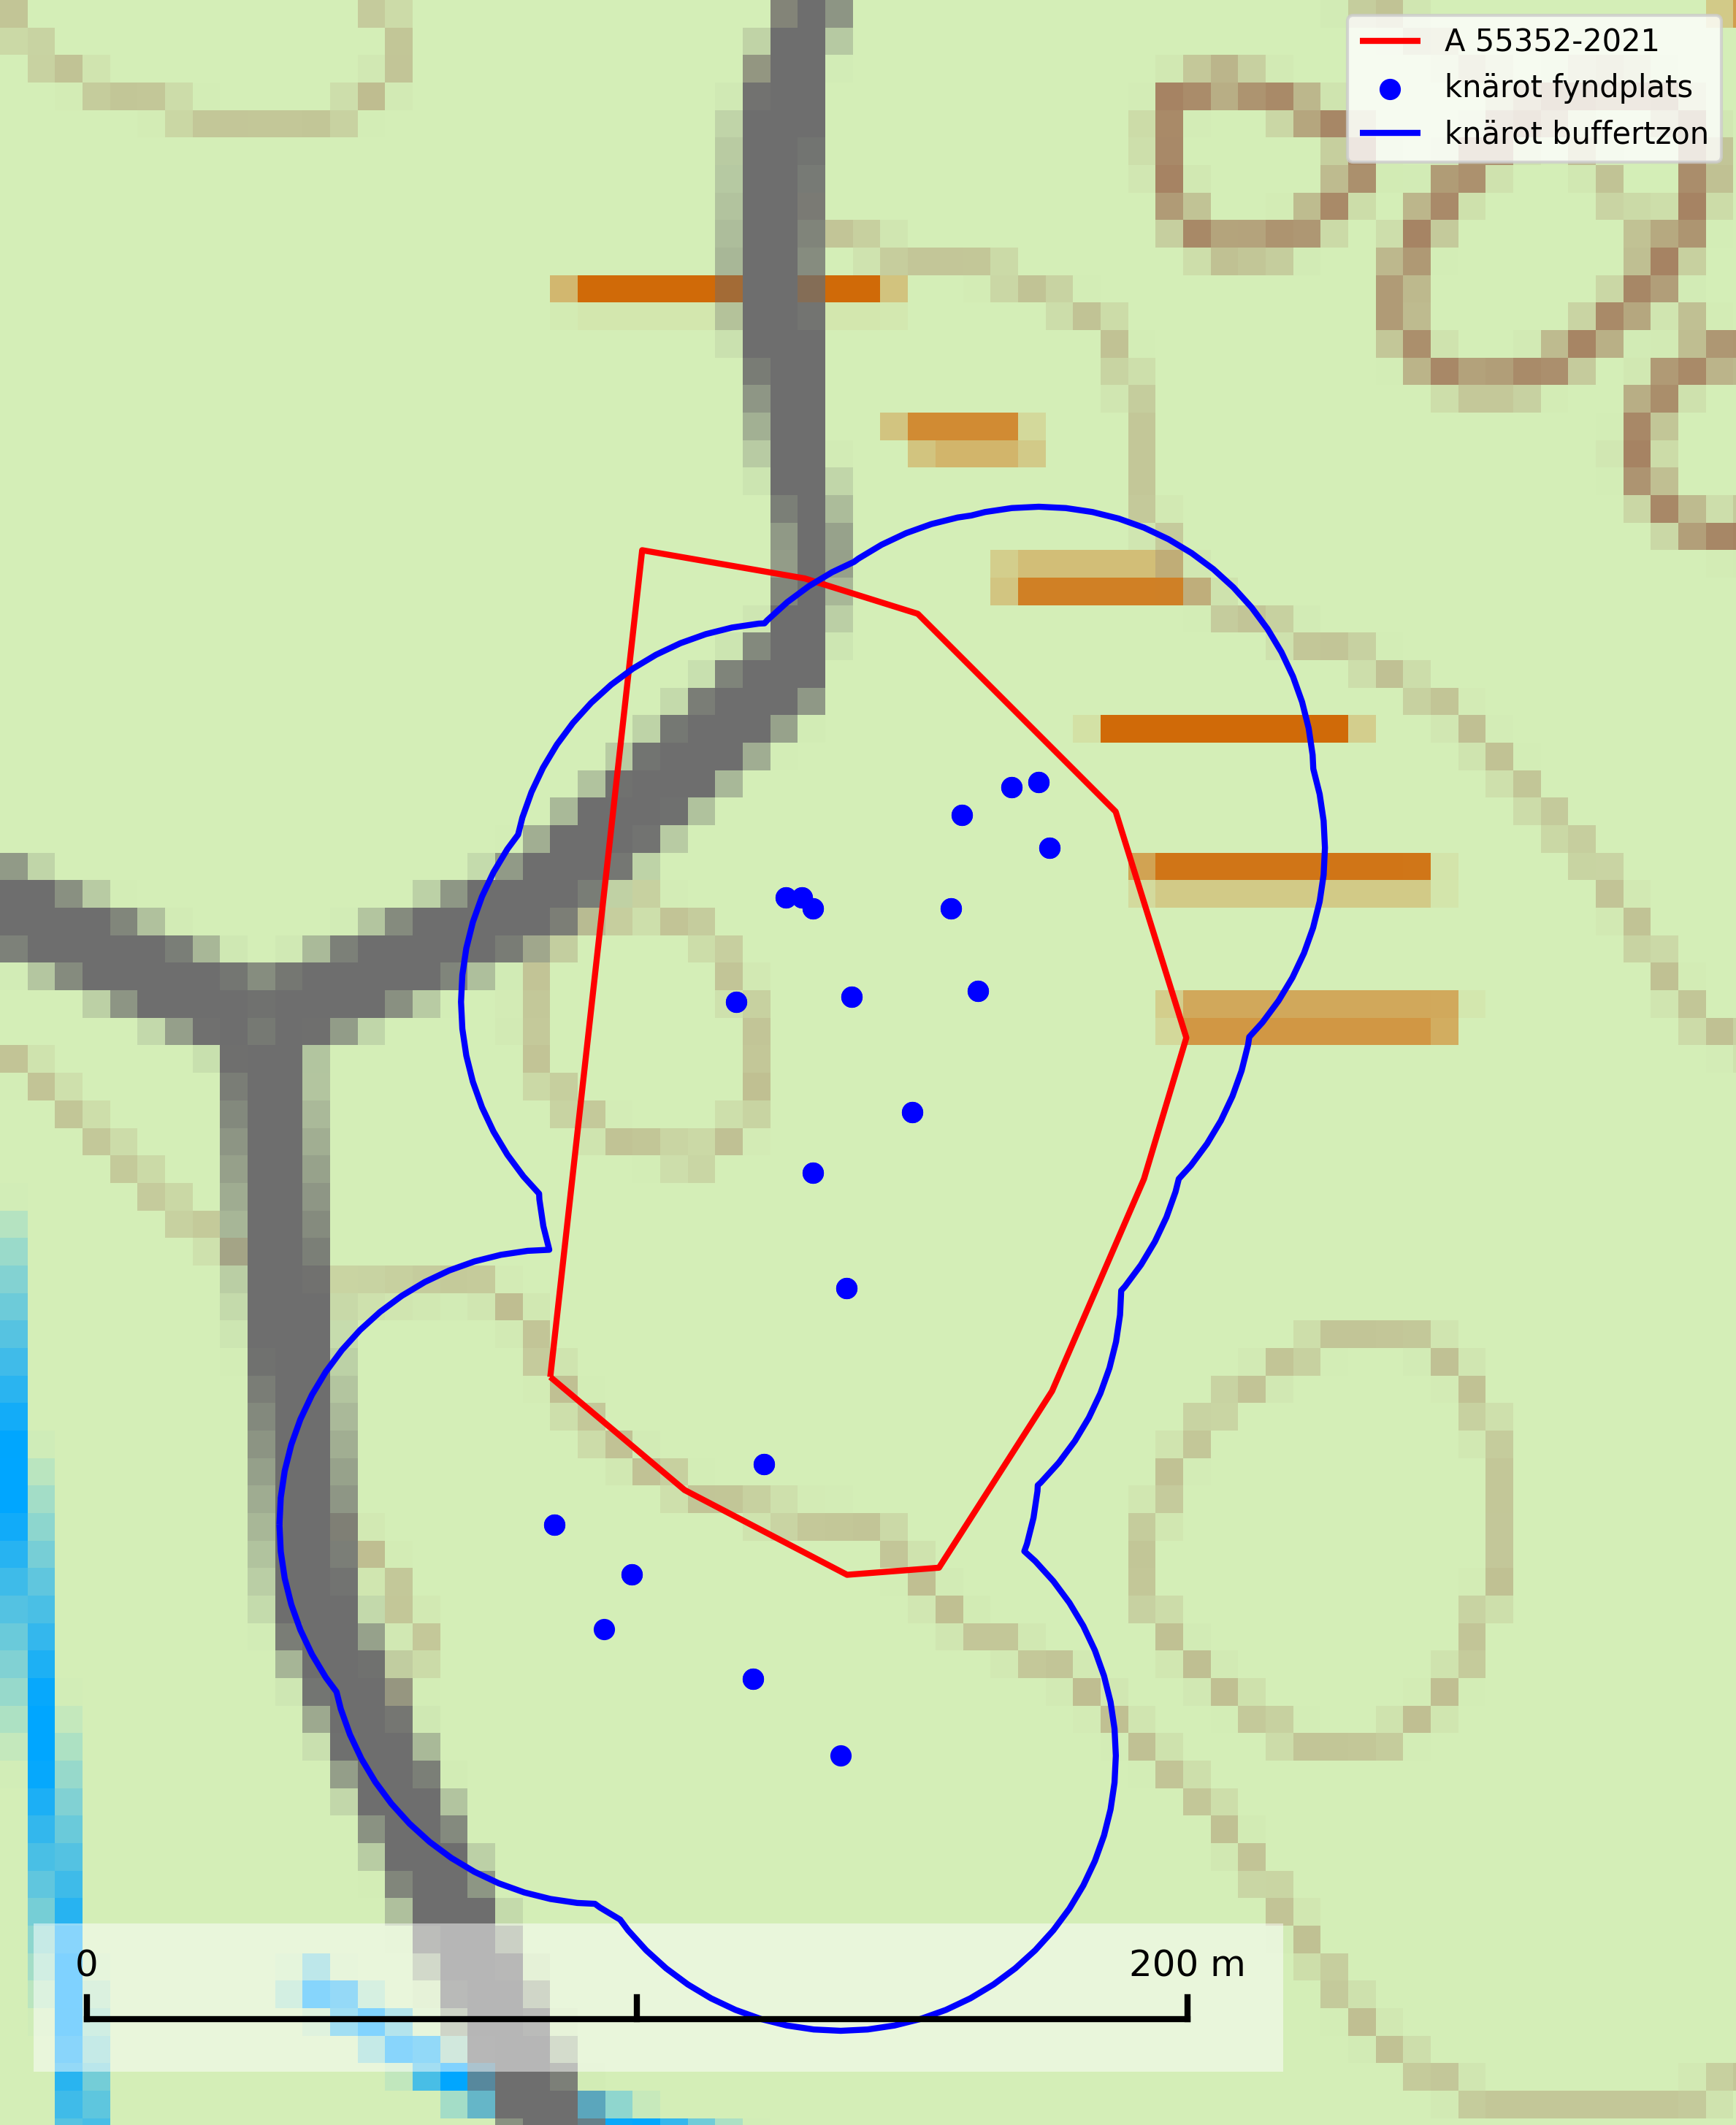 A 55352-2021
knärot fyndplats
knärot buffertzon
0
200 m